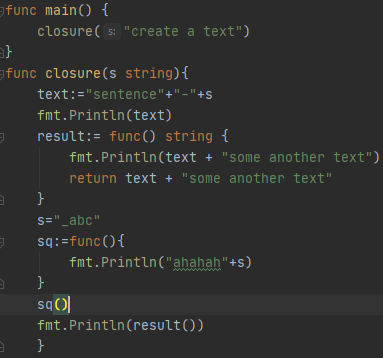 func main() {
    closure( s: "create a text")
}
func closure(s string){
    text:="sentence"+"-"+s
    fmt.Println(text)
    result:= func() string {
        fmt.Println(text + "some another text")
        return text + "some another text"
    }
    s="_abc"
    sq:=func(){
        fmt.Println("ahahah"+s)
    }
    sq()
    fmt.Println(result())
    }